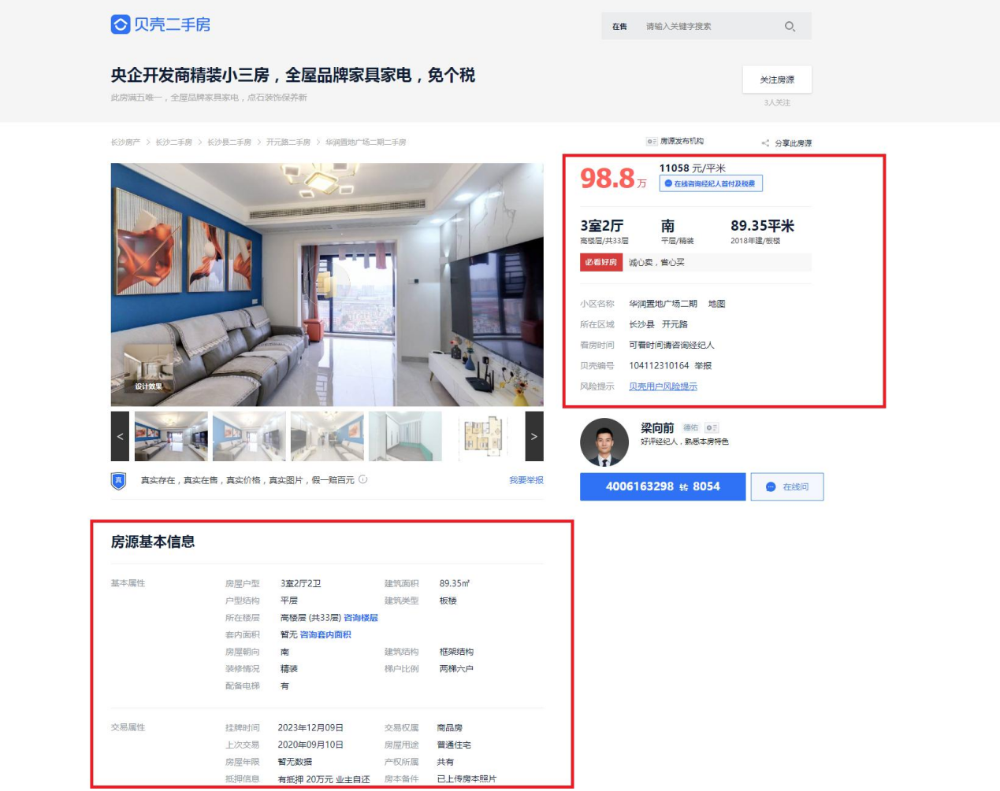 贝壳二手房
在售 请输入关键字搜索
央企开发商精装小三房，全屋品牌家具家电，免个税
关注房源
此房满五唯一，全屋品牌家具家电，点石装饰保养新
3人关注
长沙房产 > 长沙二手房 > 长沙县二手房 > 开元路二手房 > 华润置地广场二期二手房
房源发布机构 分享此房源
98.8万 11058 元/平米
在线咨询经纪人首付及税费
3室2厅 南 89.35平米
高楼层/共33层 平层/精装 2018年建/板楼
必看好房 诚心卖，省心买
小区名称 华润置地广场二期 地图
所在区域 长沙县 开元路
看房时间 可看时间请咨询经纪人
贝壳编号 104112310164 举报
风险提示 贝壳用户风险提示
设计效果
< >
梁向前 德佑
好评经纪人，熟悉本房特色
4006163298 转 8054 在线问
真 真实存在，真实在售，真实价格，真实图片，假一赔百元 我要举报
房源基本信息
基本属性 房屋户型 3室2厅2卫 建筑面积 89.35㎡
户型结构 平层 建筑类型 板楼
所在楼层 高楼层 (共33层) 咨询楼层
套内面积 暂无 咨询套内面积
房屋朝向 南 建筑结构 框架结构
装修情况 精装 梯户比例 两梯六户
配备电梯 有
交易属性 挂牌时间 2023年12月09日 交易权属 商品房
上次交易 2020年09月10日 房屋用途 普通住宅
房屋年限 暂无数据 产权所属 共有
抵押信息 有抵押 20万元 业主自还 房本备件 已上传房本照片